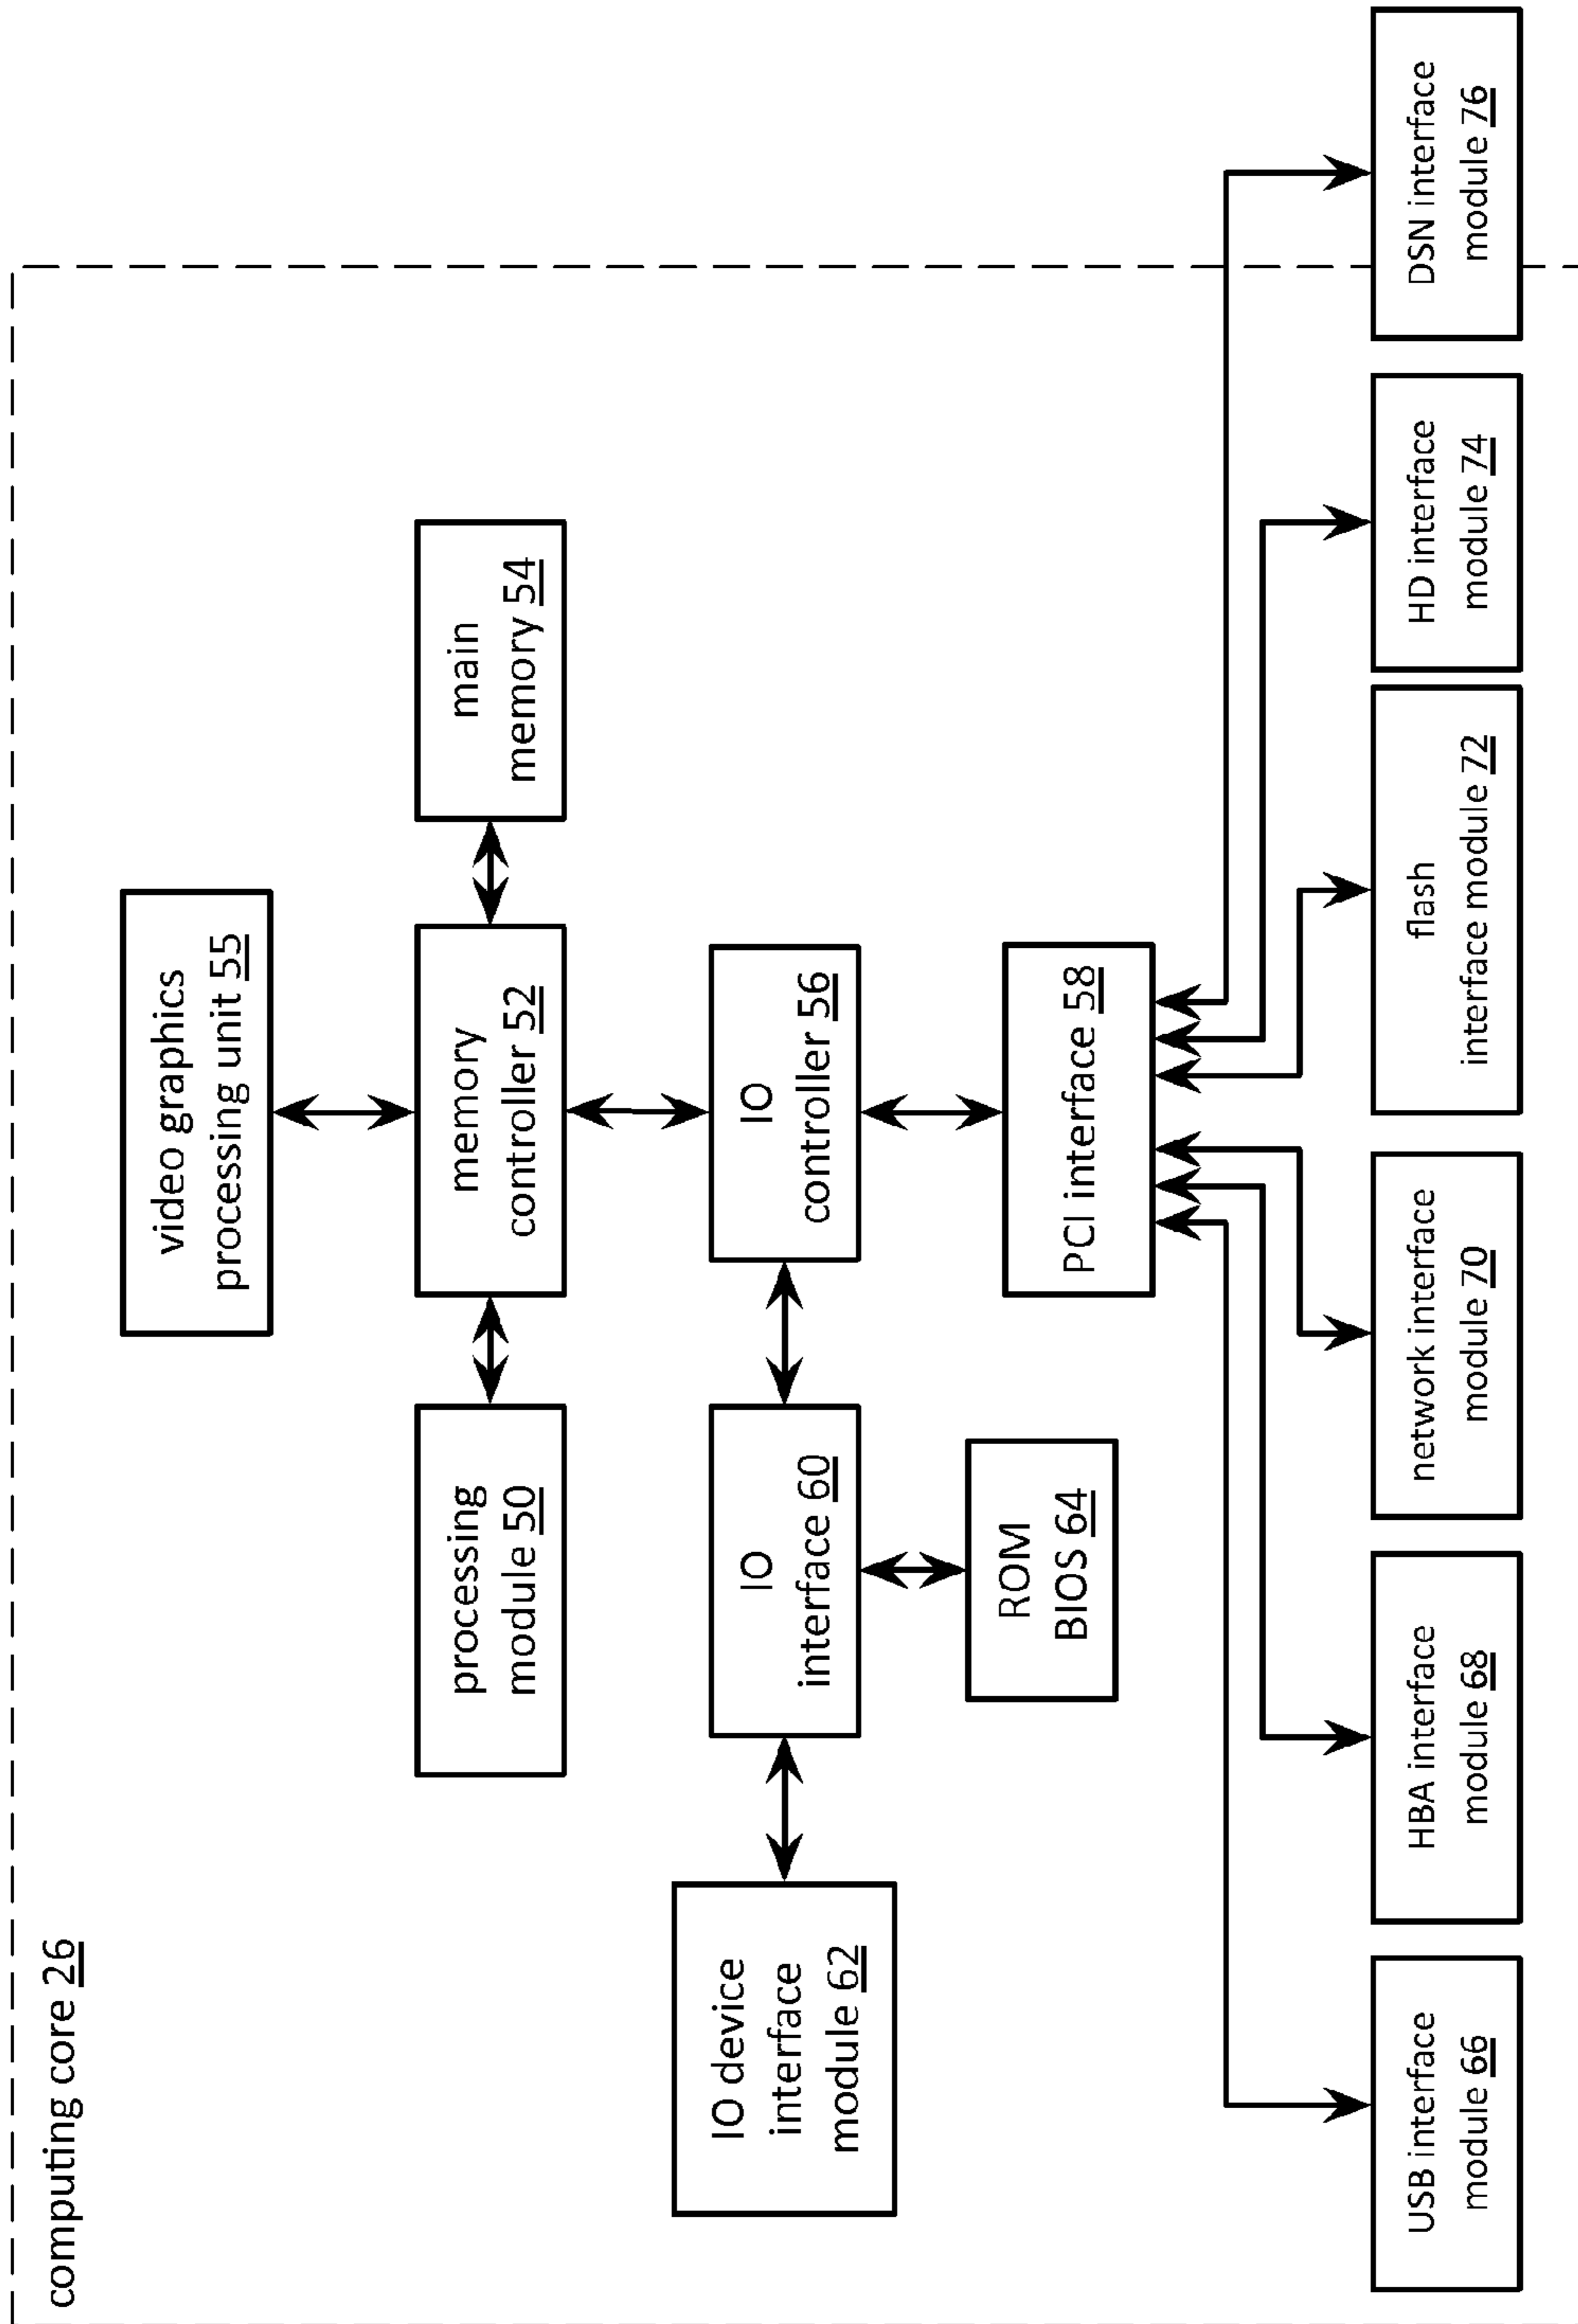 computing core 26
video graphics
processing unit 55
processing
module 50
memory
controller 52
main
memory 54
IO device
interface
module 62
IO
interface 60
IO
controller 56
ROM
BIOS 64
PCI interface 58
USB interface
module 66
HBA interface
module 68
network interface
module 70
flash
interface module 72
HD interface
module 74
DSN interface
module 76